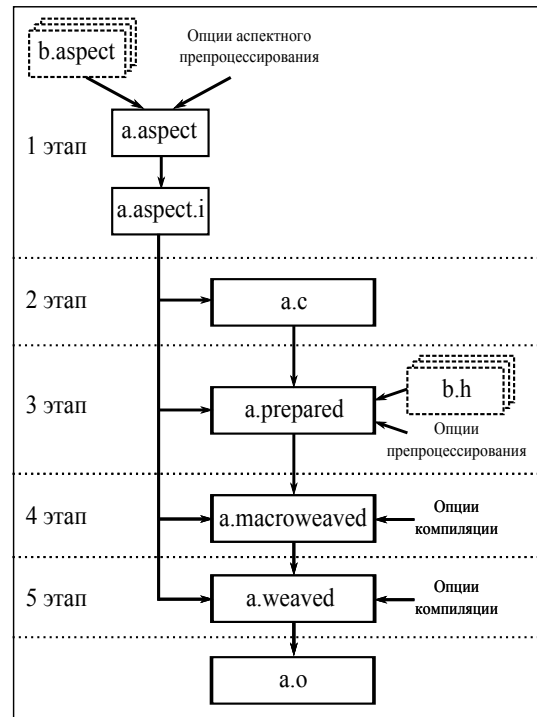 Опции аспектного
препроцессирования
b.aspect
a.aspect
1 этап
a.aspect.i
2 этап
a.c
3 этап
a.prepared
b.h
Опции
препроцессирования
4 этап
a.macroweaved
Опции
компиляции
5 этап
a.weaved
Опции
компиляции
a.o